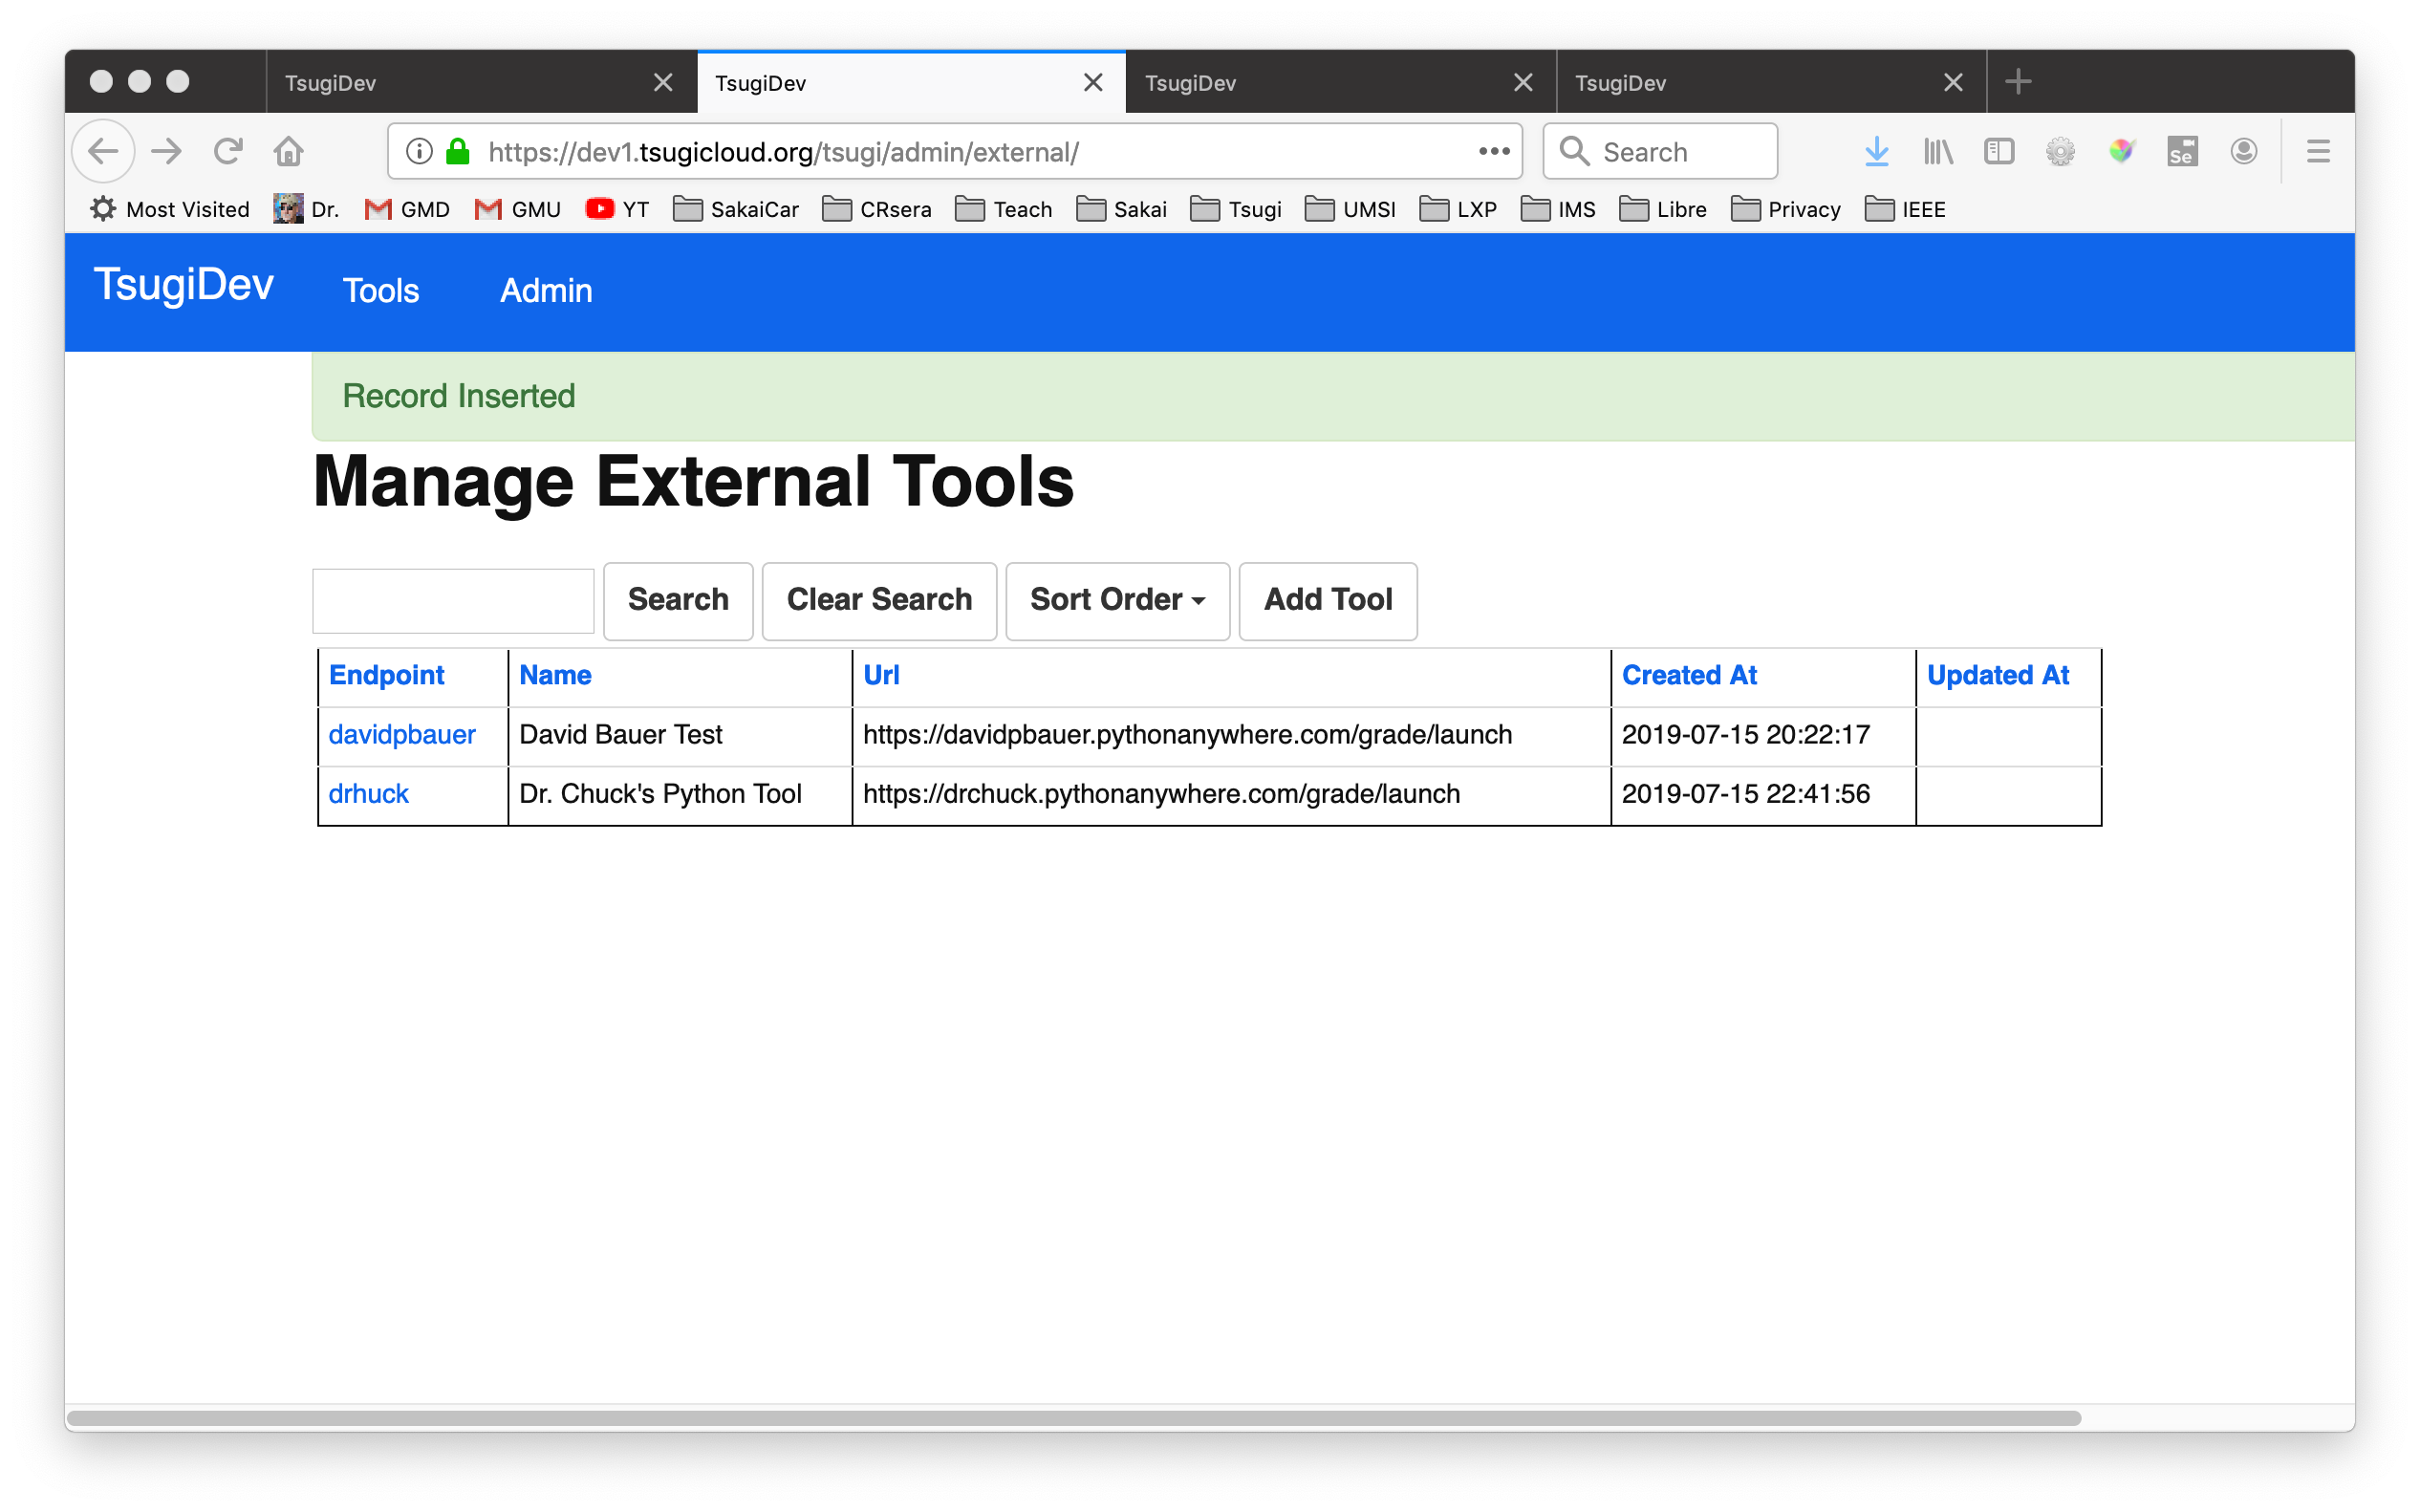 TsugiDev TsugiDev TsugiDev TsugiDev
https://dev1.tsugicloud.org/tsugi/admin/external/ Search Se
Most Visited Dr. GMD GMU YT SakaiCar CRsera Teach Sakai Tsugi UMSI LXP IMS Libre Privacy IEEE
TsugiDev Tools Admin
Record Inserted
Manage External Tools
Search Clear Search Sort Order Add Tool
Endpoint Name Url Created At Updated At
davidpbauer David Bauer Test https://davidpbauer.pythonanywhere.com/grade/launch 2019-07-15 20:22:17
drhuck Dr. Chuck's Python Tool https://drchuck.pythonanywhere.com/grade/launch 2019-07-15 22:41:56